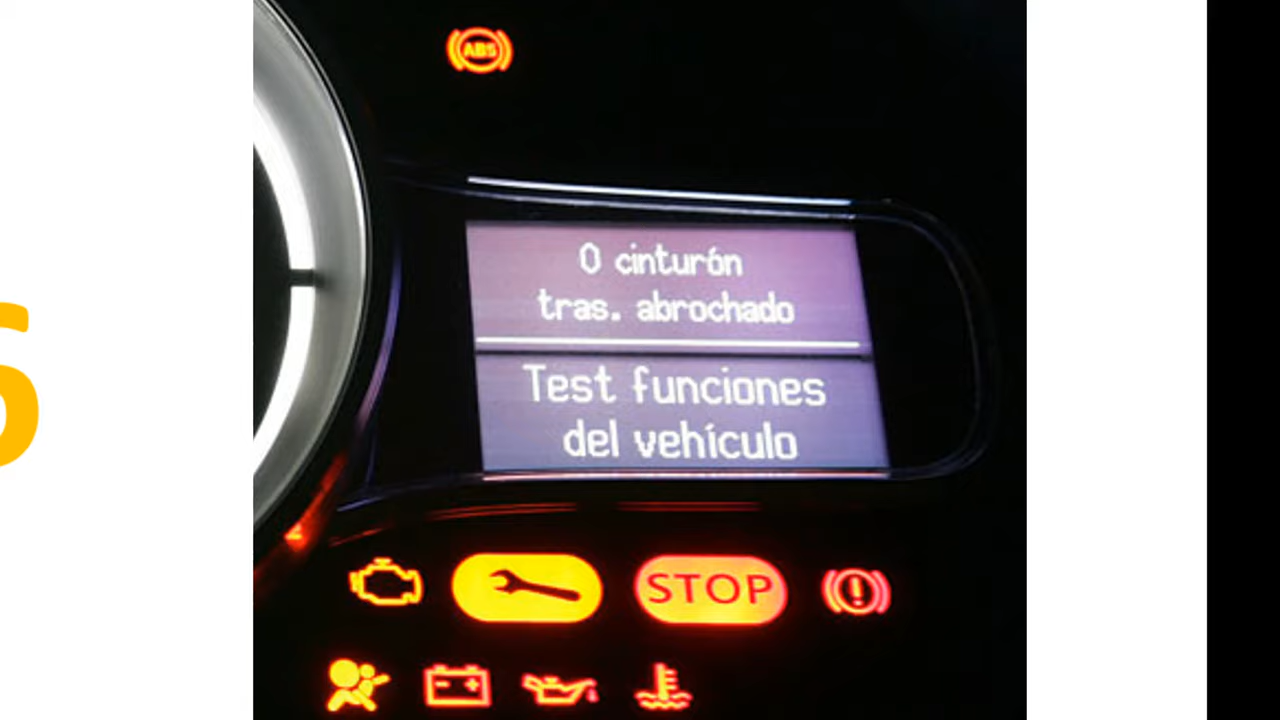 ABS
0 cinturón
tras. abrochado
Test funciones
del vehículo
STOP